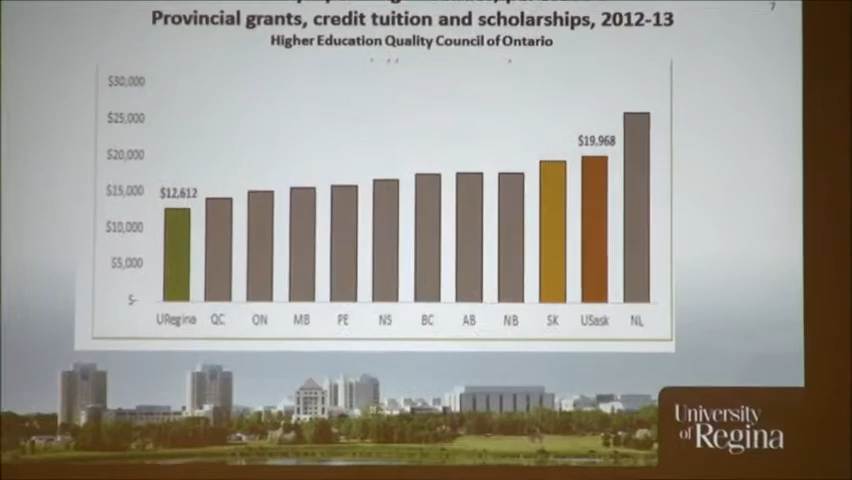 Provincial grants, credit tuition and scholarships, 2012-13
7
Higher Education Quality Council of Ontario
$30,000
$25,000
$20,000
$15,000
$10,000
$5,000
$-
$12,612
$19,968
URegina QC ON MB PE NS BC AB NB SK USask NL
University
of Regina